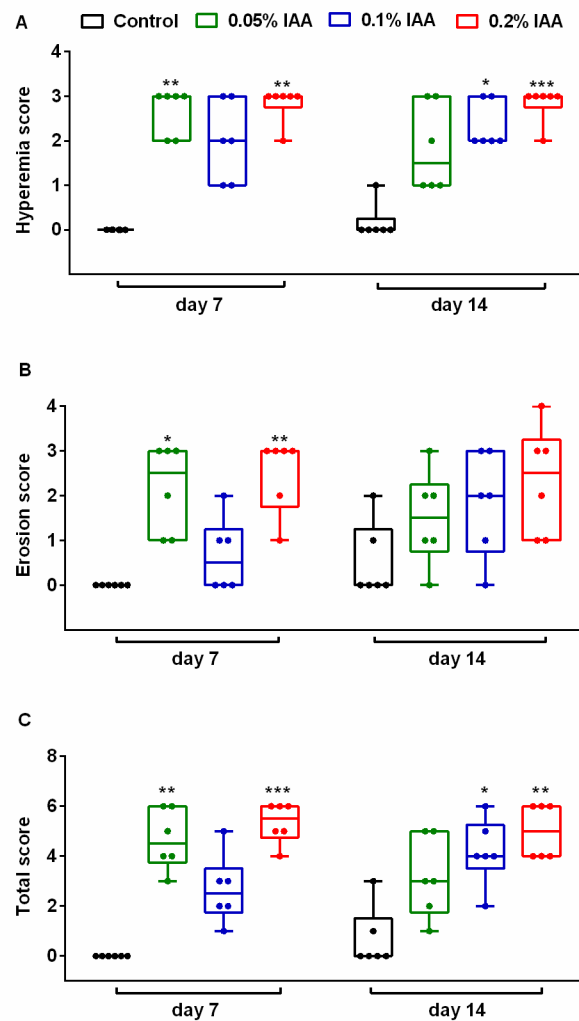 A Control 0.05% IAA 0.1% IAA 0.2% IAA
Hyperemia score
4
3
2
1
0
** ** * ***
day 7 day 14
B
Erosion score
4
3
2
1
0
* **
day 7 day 14
C
Total score
8
6
4
2
0
** *** * **
day 7 day 14